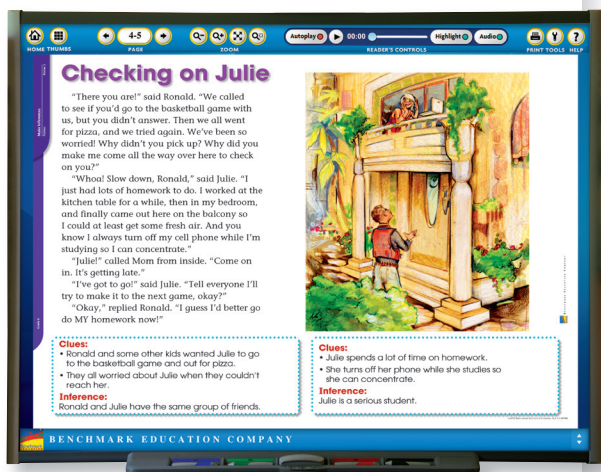 4-5
00:00
Autoplay
Highlight
Audio
HOME THUMBS
PAGE
ZOOM
READER'S CONTROLS
PRINT TOOLS HELP
Checking on Julie
"There you are!" said Ronald. "We called
to see if you'd go to the basketball game with
us, but you didn't answer. Then we all went
for pizza, and we tried again. We've been so
worried! Why didn't you pick up? Why did you
make me come all the way over here to check
on you?"
"Whoa! Slow down, Ronald," said Julie. "I
just had lots of homework to do. I worked at the
kitchen table for a while, then in my bedroom,
and finally came out here on the balcony so
I could at least get some fresh air. And you
know I always turn off my cell phone while I'm
studying so I can concentrate."
"Julie!" called Mom from inside. "Come on
in. It's getting late."
"I've got to go!" said Julie. "Tell everyone I'll
try to make it to the next game, okay?"
"Okay," replied Ronald. "I guess I'd better go
do MY homework now!"
Clues:
• Ronald and some other kids wanted Julie to go
to the basketball game and out for pizza.
• They all worried about Julie when they couldn't
reach her.
Inference:
Ronald and Julie have the same group of friends.
Clues:
• Julie spends a lot of time on homework.
• She turns off her phone while she studies so
she can concentrate.
Inference:
Julie is a serious student.
BENCHMARK EDUCATION COMPANY